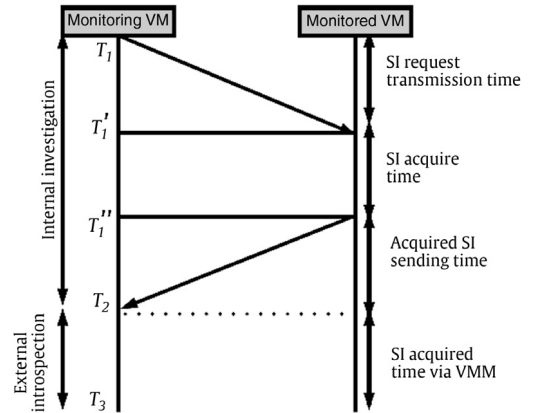 Monitoring VM
Monitored VM
T1
SI request
transmission time
T1'
Internal investigation
SI acquire
time
T1''
Acquired SI
sending time
T2
External
introspection
SI acquired
time via VMM
T3